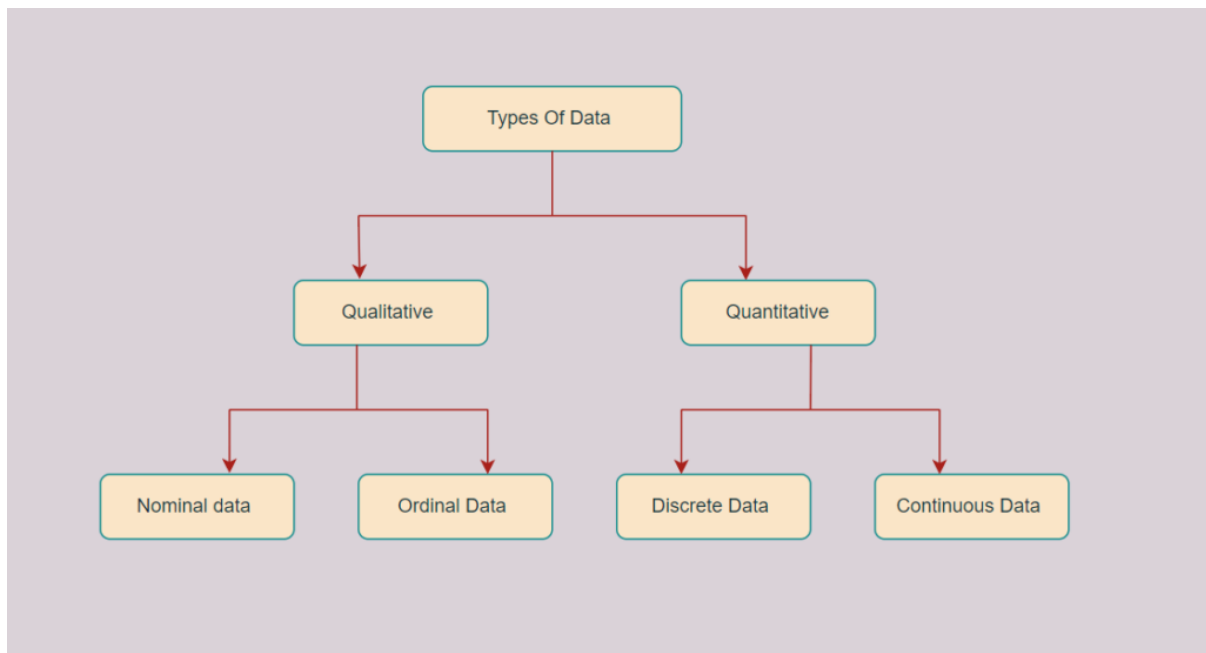 Types Of Data
Qualitative
Quantitative
Nominal data
Ordinal Data
Discrete Data
Continuous Data